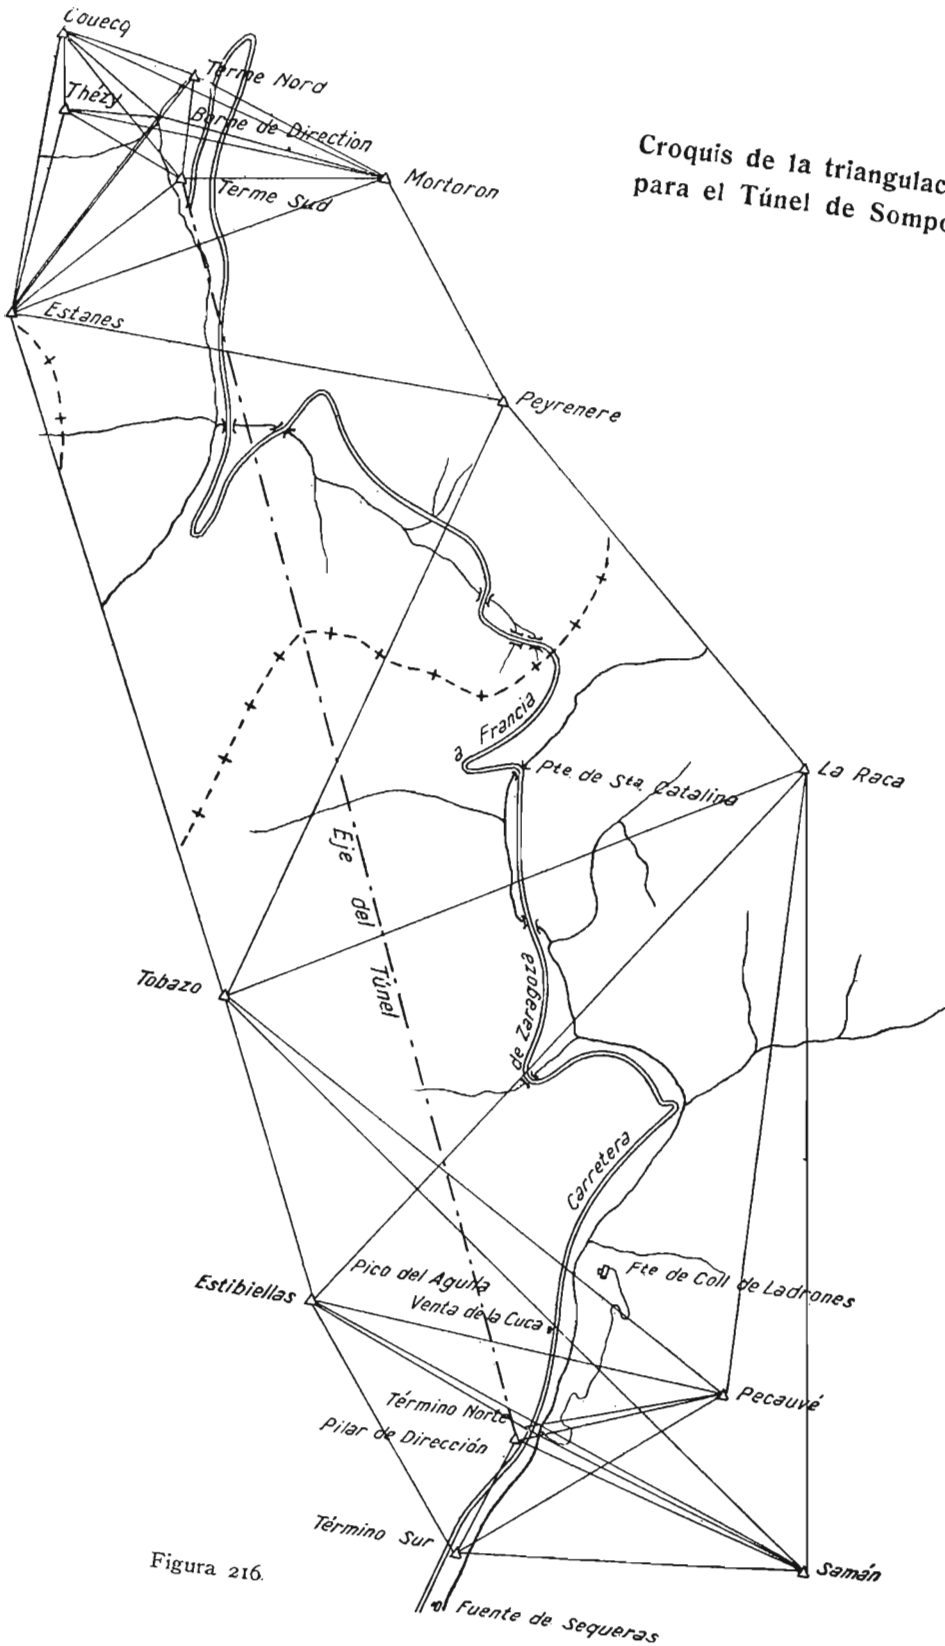 Couecq
Terme Nord
Thézy
Borne de Direction
Mortoron
Terme Sud
Croquis de la triangulac
para el Túnel de Sompo
Estanes
Peyrenere
a Francia
Pte. de Sta. Catalina
La Raca
Eje del Túnel
Tobazo
Carretera de Zaragoza
Fte de Coll de Ladrones
Pico del Aguila
Estibiellas
Venta de la Cuca
Pecauvé
Término Norte
Pilar de Dirección
Término Sur
Samán
Figura 216.
Fuente de Sequeras